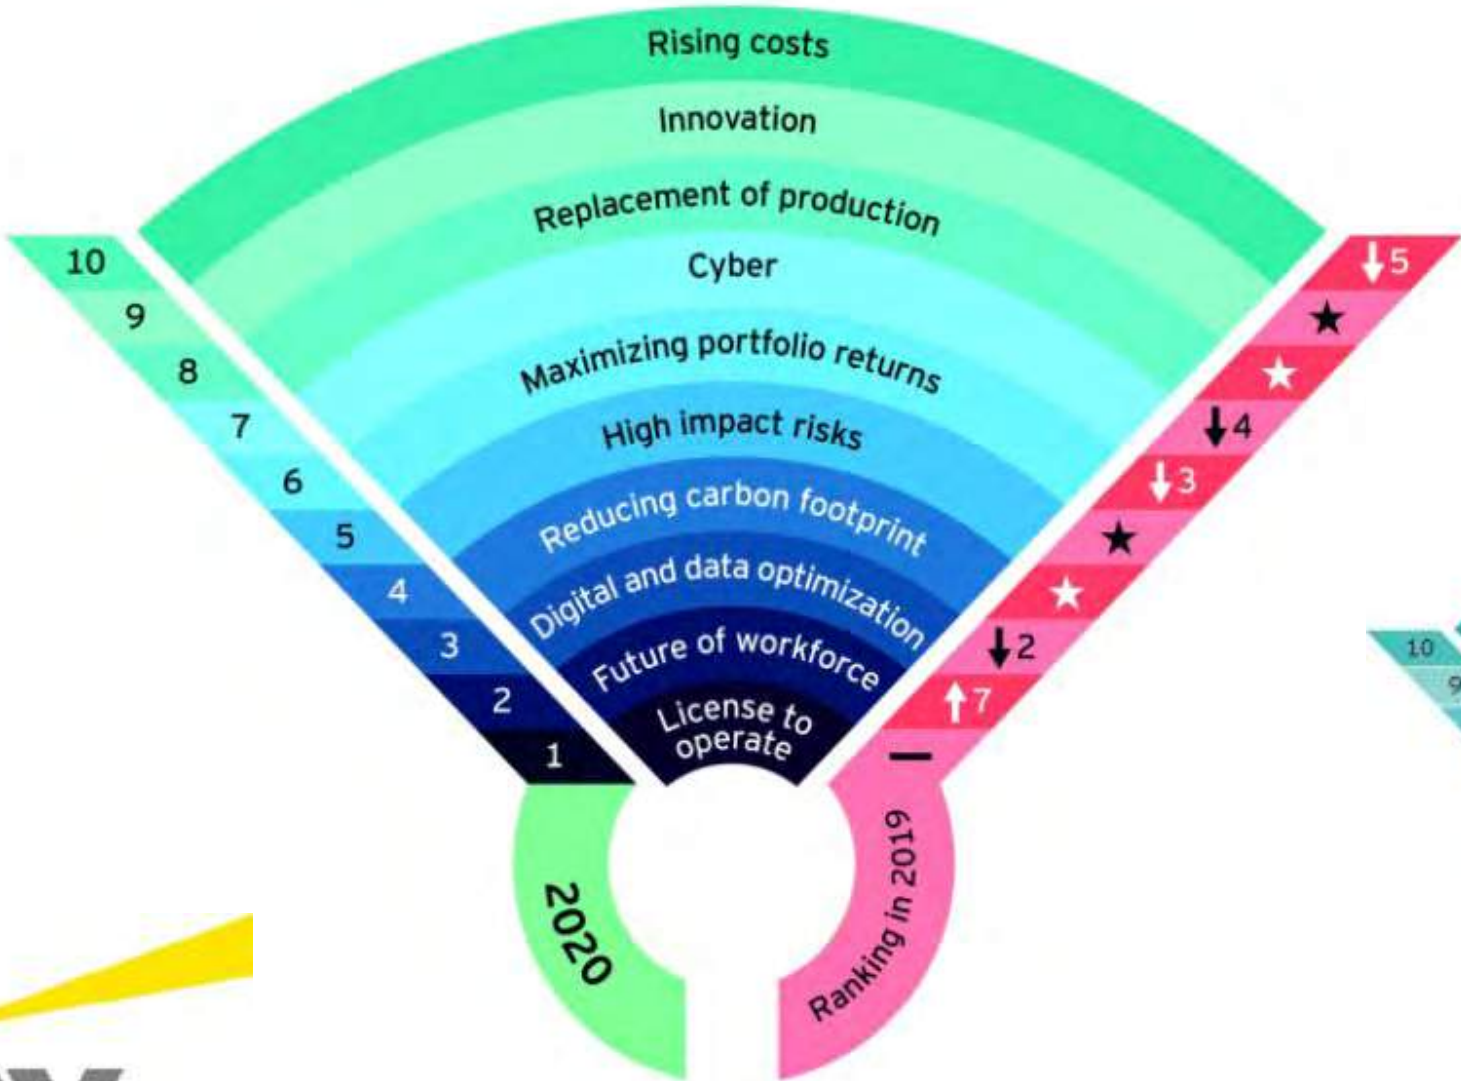 Rising costs
Innovation
Replacement of production
Cyber
Maximizing portfolio returns
High impact risks
Reducing carbon footprint
Digital and data optimization
Future of workforce
License to
operate
10
9
8
7
6
5
4
3
2
1
2020
↓5
★
★
↓4
↓3
★
★
↓2
↑7
—
Ranking in 2019
10
9